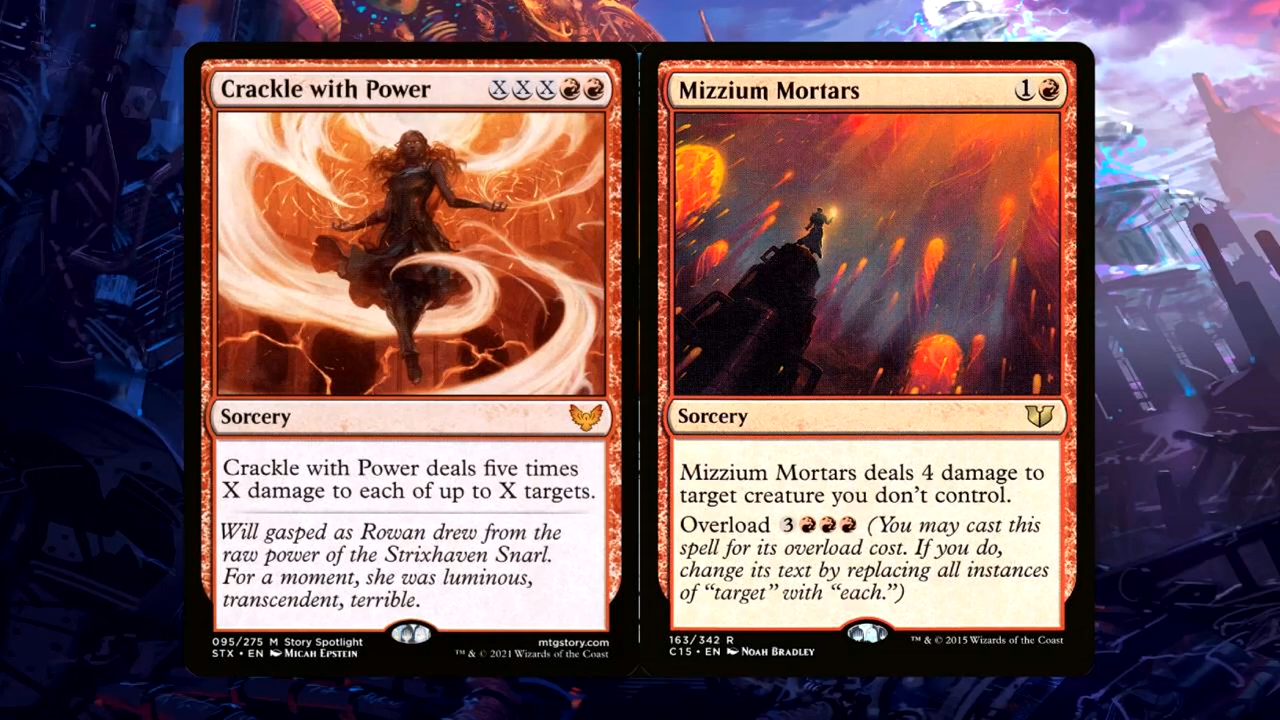 Crackle with Power XXX
Sorcery
Crackle with Power deals five times
X damage to each of up to X targets.
Will gasped as Rowan drew from the
raw power of the Strixhaven Snarl.
For a moment, she was luminous,
transcendent, terrible.
095/275 M Story Spotlight mtgstory.com
STX • EN Micah Epstein ™ & © 2021 Wizards of the Coast
Mizzium Mortars 1
Sorcery
Mizzium Mortars deals 4 damage to
target creature you don't control.
Overload 3 (You may cast this
spell for its overload cost. If you do,
change its text by replacing all instances
of “target” with “each.”)
163/342 R ™ & © 2015 Wizards of the Coast
C15 • EN Noah Bradley